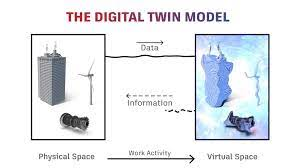 THE DIGITAL TWIN MODEL
Data
Information
Physical Space
Work Activity
Virtual Space